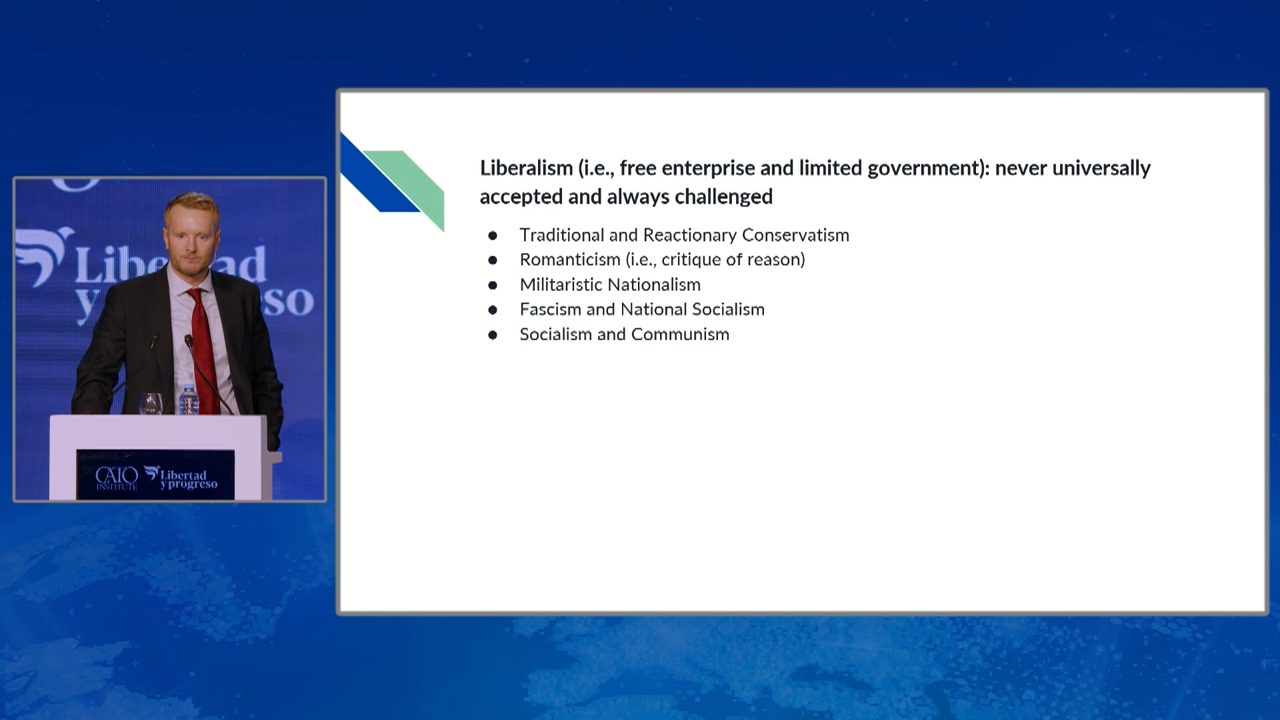 Libertad
y progreso
CATO
INSTITUTE
Libertad
y progreso
Liberalism (i.e., free enterprise and limited government): never universally
accepted and always challenged
● Traditional and Reactionary Conservatism
● Romanticism (i.e., critique of reason)
● Militaristic Nationalism
● Fascism and National Socialism
● Socialism and Communism